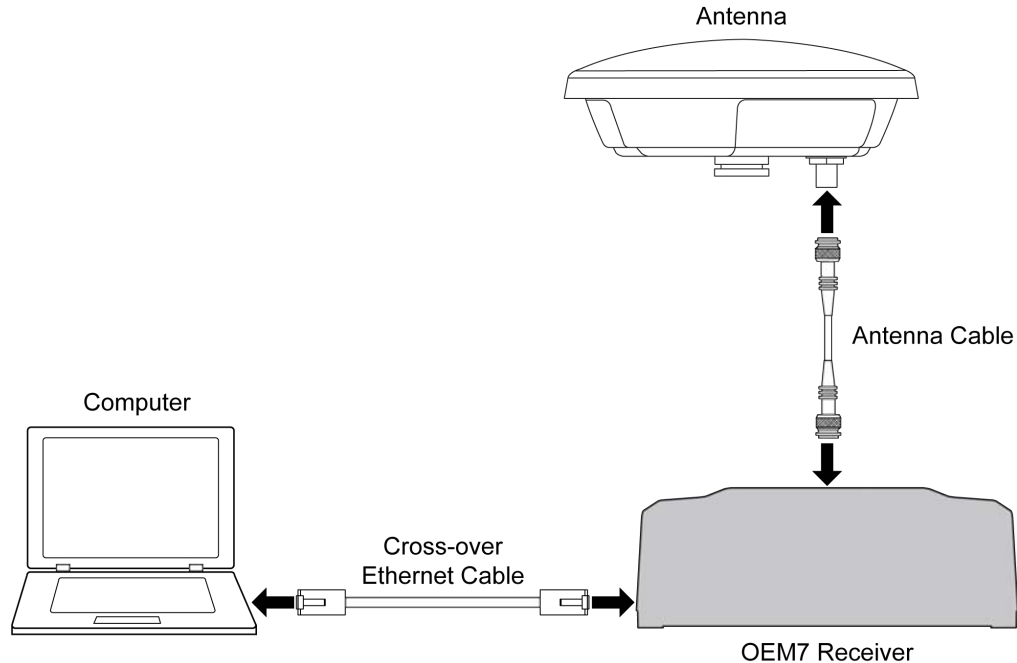 Antenna
Antenna Cable
Computer
Cross-over
Ethernet Cable
OEM7 Receiver